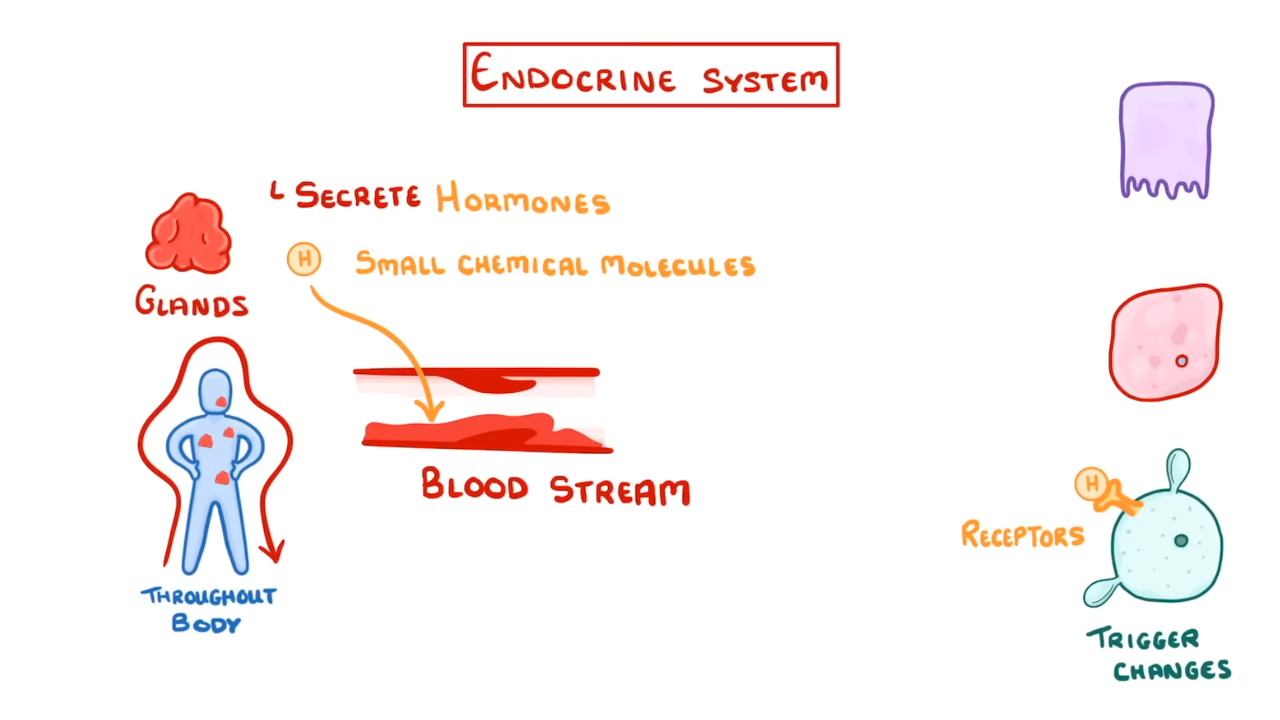 ENDOCRINE SYSTEM
SECRETE HORMONES
H SMALL CHEMICAL MOLECULES
GLANDS
BLOOD STREAM
H
RECEPTORS
THROUGHOUT
BODY
TRIGGER
CHANGES